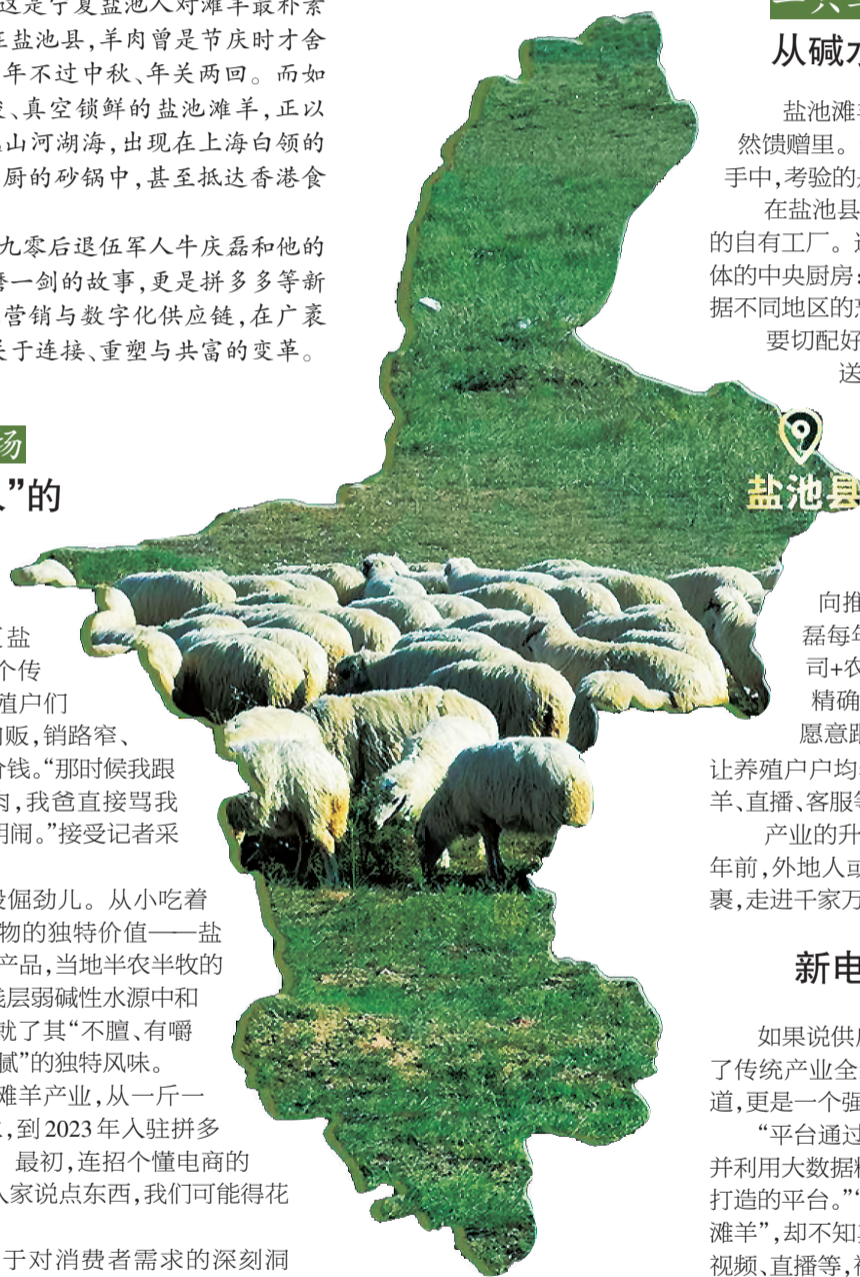 这是宁夏盐池人对滩羊最朴素
在盐池县,羊肉曾是节庆时才舍
年不过中秋、年关两回。而如
、真空锁鲜的盐池滩羊,正以
山河湖海,出现在上海白领的
厨的砂锅中,甚至抵达香港食
九零后退伍军人牛庆磊和他的
磨一剑的故事,更是拼多多等新
营销与数字化供应链,在广袤
关于连接、重塑与共富的变革。
场
”的
盐
个传
殖户们
贩,销路窄、
价钱。“那时候我跟
肉,我爸直接骂我
胡闹。”接受记者采
股倔劲儿。从小吃着
物的独特价值——盐
产品,当地半农半牧的
浅层弱碱性水源中和
就了其“不膻、有嚼
腻”的独特风味。
滩羊产业,从一斤一
,到2023年入驻拼多
最初,连招个懂电商的
人家说点东西,我们可能得花
于对消费者需求的深刻洞
盐池县
从碱水
盐池滩羊
然馈赠里。
手中,考验的是
在盐池县
的自有工厂。
体的中央厨房:
据不同地区的烹
要切配好
送
向推
磊每年
司+农
精确
愿意跟
让养殖户户均
羊、直播、客服等
产业的升
年前,外地人或
裹,走进千家万
新电
如果说供应
了传统产业全
道,更是一个强
“平台通过
并利用大数据精
打造的平台。”“
滩羊”,却不知其
视频、直播等,